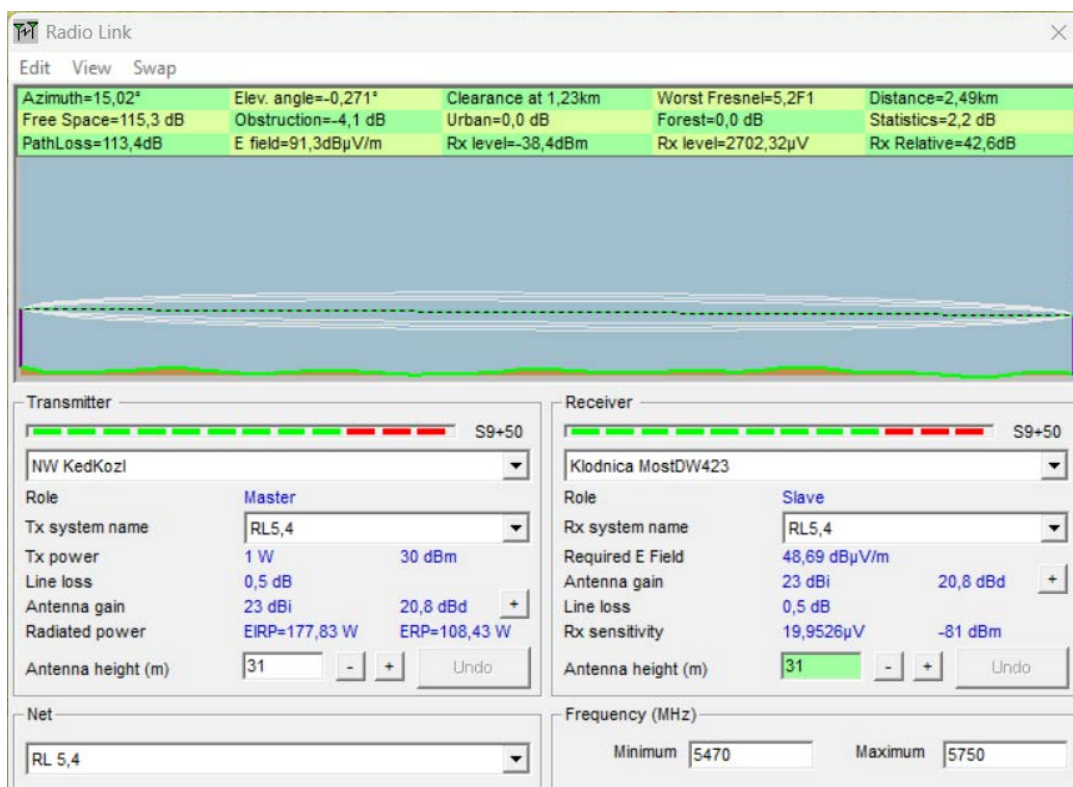 Radio Link
Edit View Swap
Azimuth=15,02° Elev. angle=-0,271° Clearance at 1,23km Worst Fresnel=5,2F1 Distance=2,49km
Free Space=115,3 dB Obstruction=-4,1 dB Urban=0,0 dB Forest=0,0 dB Statistics=2,2 dB
PathLoss=113,4dB E field=91,3dBµV/m Rx level=-38,4dBm Rx level=2702,32µV Rx Relative=42,6dB
Transmitter
S9+50
NW KedKozl
Role Master
Tx system name RL5,4
Tx power 1 W 30 dBm
Line loss 0,5 dB
Antenna gain 23 dBi 20,8 dBd +
Radiated power EIRP=177,83 W ERP=108,43 W
Antenna height (m) 31 - + Undo
Receiver
S9+50
Klodnica MostDW423
Role Slave
Rx system name RL5,4
Required E Field 48,69 dBµV/m
Antenna gain 23 dBi 20,8 dBd +
Line loss 0,5 dB
Rx sensitivity 19,9526µV -81 dBm
Antenna height (m) 31 - + Undo
Net
RL 5,4
Frequency (MHz)
Minimum 5470 Maximum 5750